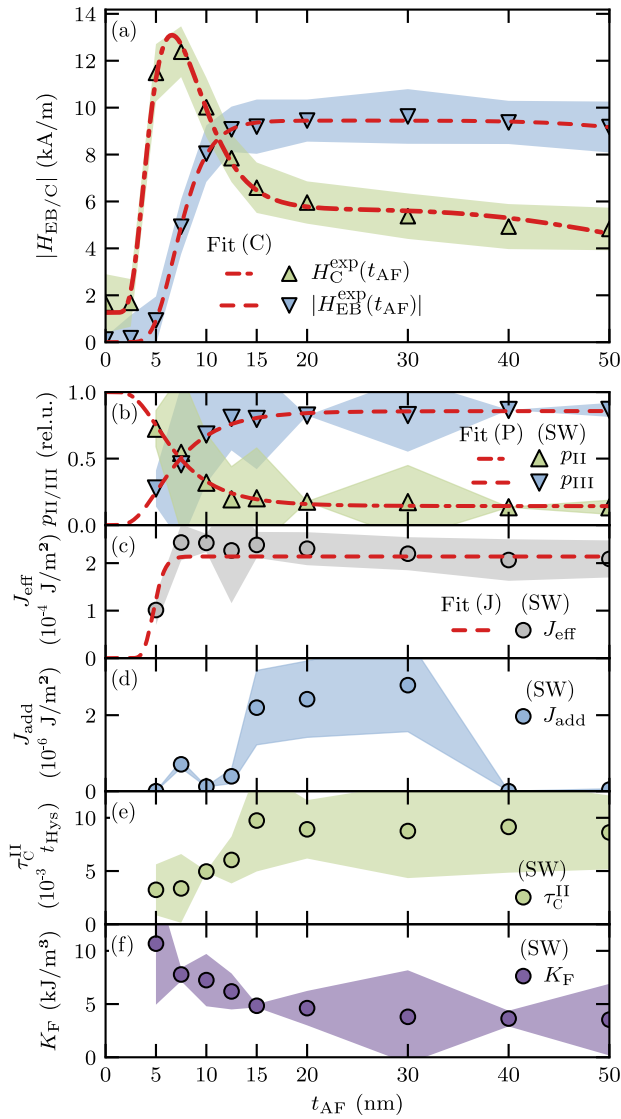 (a)
14
12
10
8
6
4
2
0
|H_EB/C| (kA/m)
Fit (C)
H_C^exp(t_AF)
|H_EB^exp(t_AF)|
0 5 10 15 20 30 40 50
(b)
1.0
0.5
0.0
p_II/III (rel.u.)
Fit (P) (SW)
p_II
p_III
(c)
2
1
0
J_eff
(10⁻⁴ J/m²)
Fit (J) (SW)
J_eff
(d)
2
0
J_add
(10⁻⁶ J/m²)
(SW)
J_add
(e)
10
5
0
τ_C^II
(10⁻³ t_Hys)
(SW)
τ_C^II
(f)
10
5
0
K_F (kJ/m³)
(SW)
K_F
0 5 10 15 20 30 40 50
t_AF (nm)